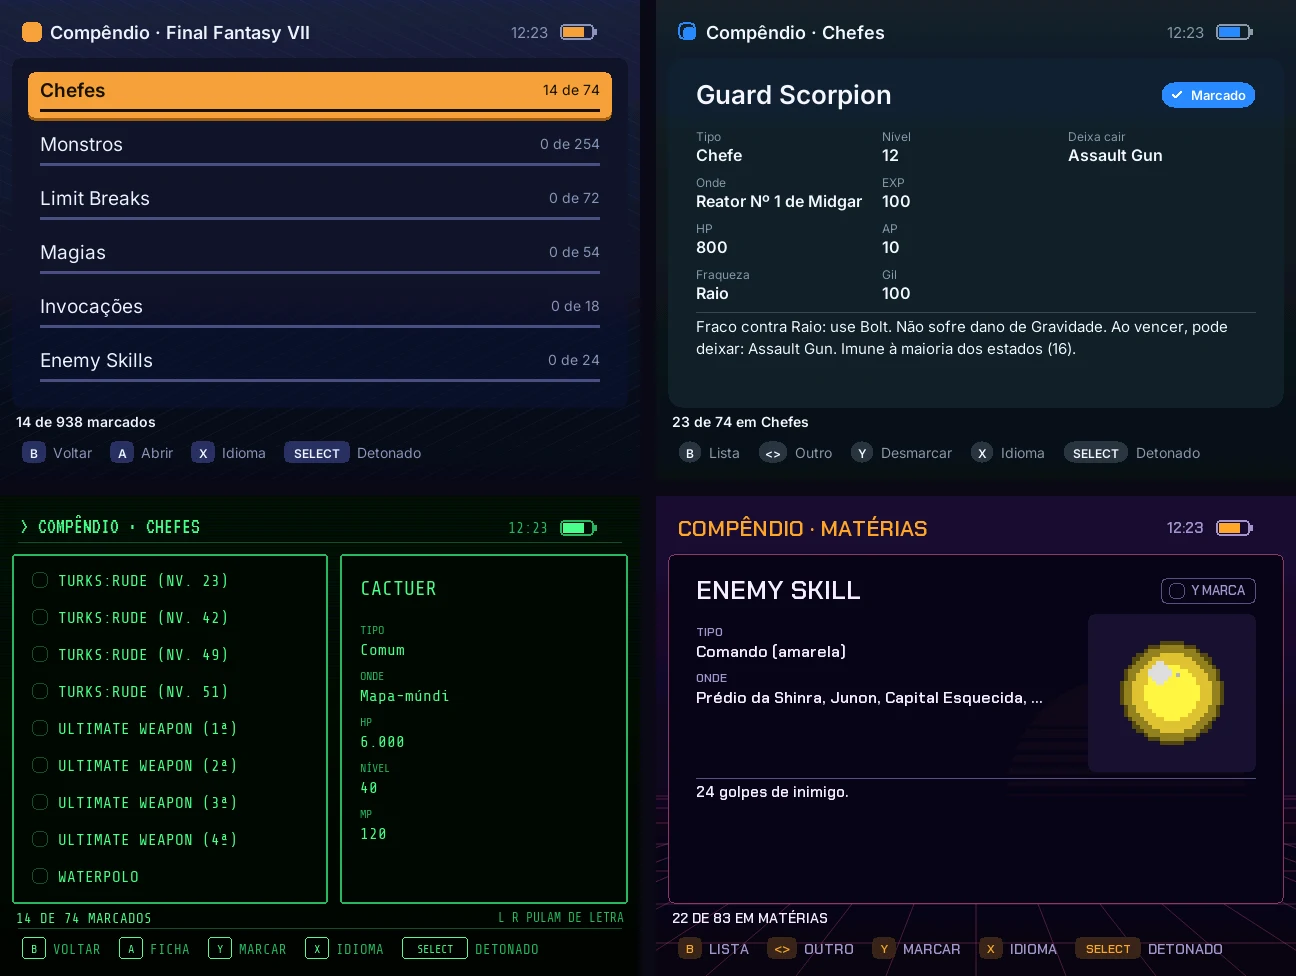 Compêndio · Final Fantasy VII
12:23
Chefes
14 de 74
Monstros
0 de 254
Limit Breaks
0 de 72
Magias
0 de 54
Invocações
0 de 18
Enemy Skills
0 de 24
14 de 938 marcados
B Voltar A Abrir X Idioma SELECT Detonado
Compêndio · Chefes
12:23
Guard Scorpion
Marcado
Tipo
Chefe
Nível
12
Deixa cair
Assault Gun
Onde
Reator Nº 1 de Midgar
EXP
100
HP
800
AP
10
Fraqueza
Raio
Gil
100
Fraco contra Raio: use Bolt. Não sofre dano de Gravidade. Ao vencer, pode
deixar: Assault Gun. Imune à maioria dos estados (16).
23 de 74 em Chefes
B Lista <> Outro Y Desmarcar X Idioma SELECT Detonado
> COMPÊNDIO · CHEFES
12:23
TURKS:RUDE (NV. 23)
TURKS:RUDE (NV. 42)
TURKS:RUDE (NV. 49)
TURKS:RUDE (NV. 51)
ULTIMATE WEAPON (1ª)
ULTIMATE WEAPON (2ª)
ULTIMATE WEAPON (3ª)
ULTIMATE WEAPON (4ª)
WATERPOLO
CACTUER
TIPO
Comum
ONDE
Mapa-múndi
HP
6.000
NÍVEL
40
MP
120
14 DE 74 MARCADOS
L R PULAM DE LETRA
B VOLTAR A FICHA Y MARCAR X IDIOMA SELECT DETONADO
COMPÊNDIO · MATÉRIAS
12:23
ENEMY SKILL
Y MARCA
TIPO
Comando (amarela)
ONDE
Prédio da Shinra, Junon, Capital Esquecida, ...
24 golpes de inimigo.
22 DE 83 EM MATÉRIAS
B LISTA <> OUTRO Y MARCAR X IDIOMA SELECT DETONADO